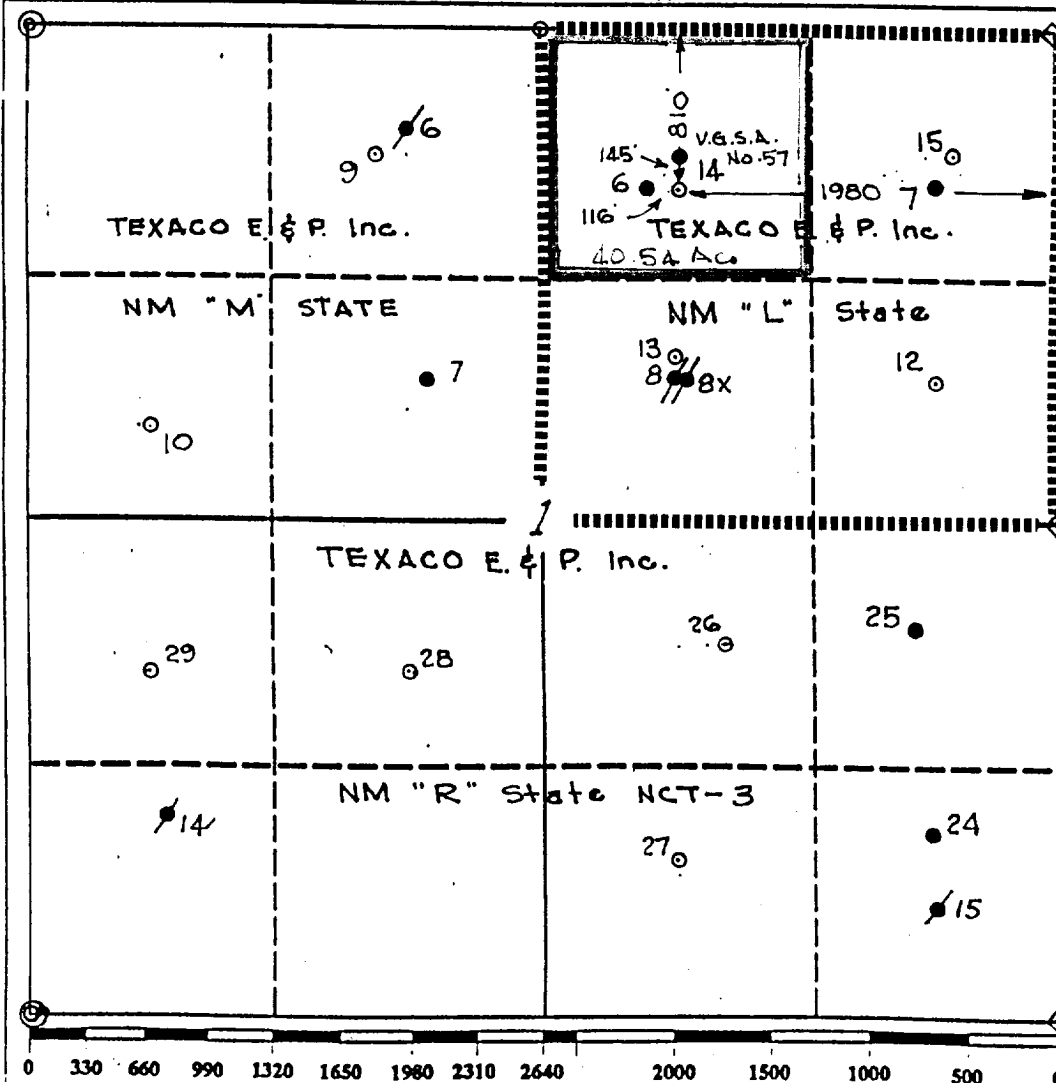 810'
6
V.G.S.A.
No. 57
15
9
145'
14
6
1980
7
116'
TEXACO E. & P. Inc.
TEXACO E. & P. Inc.
40.54 Ac.
NM "M" STATE
NM "L" State
13
12
7
8
8X
10
1
TEXACO E. & P. Inc.
26
25
29
28
NM "R" State NCT-3
14
24
27
15
0 330 660 990 1320 1650 1980 2310 2640 2000 1500 1000 500